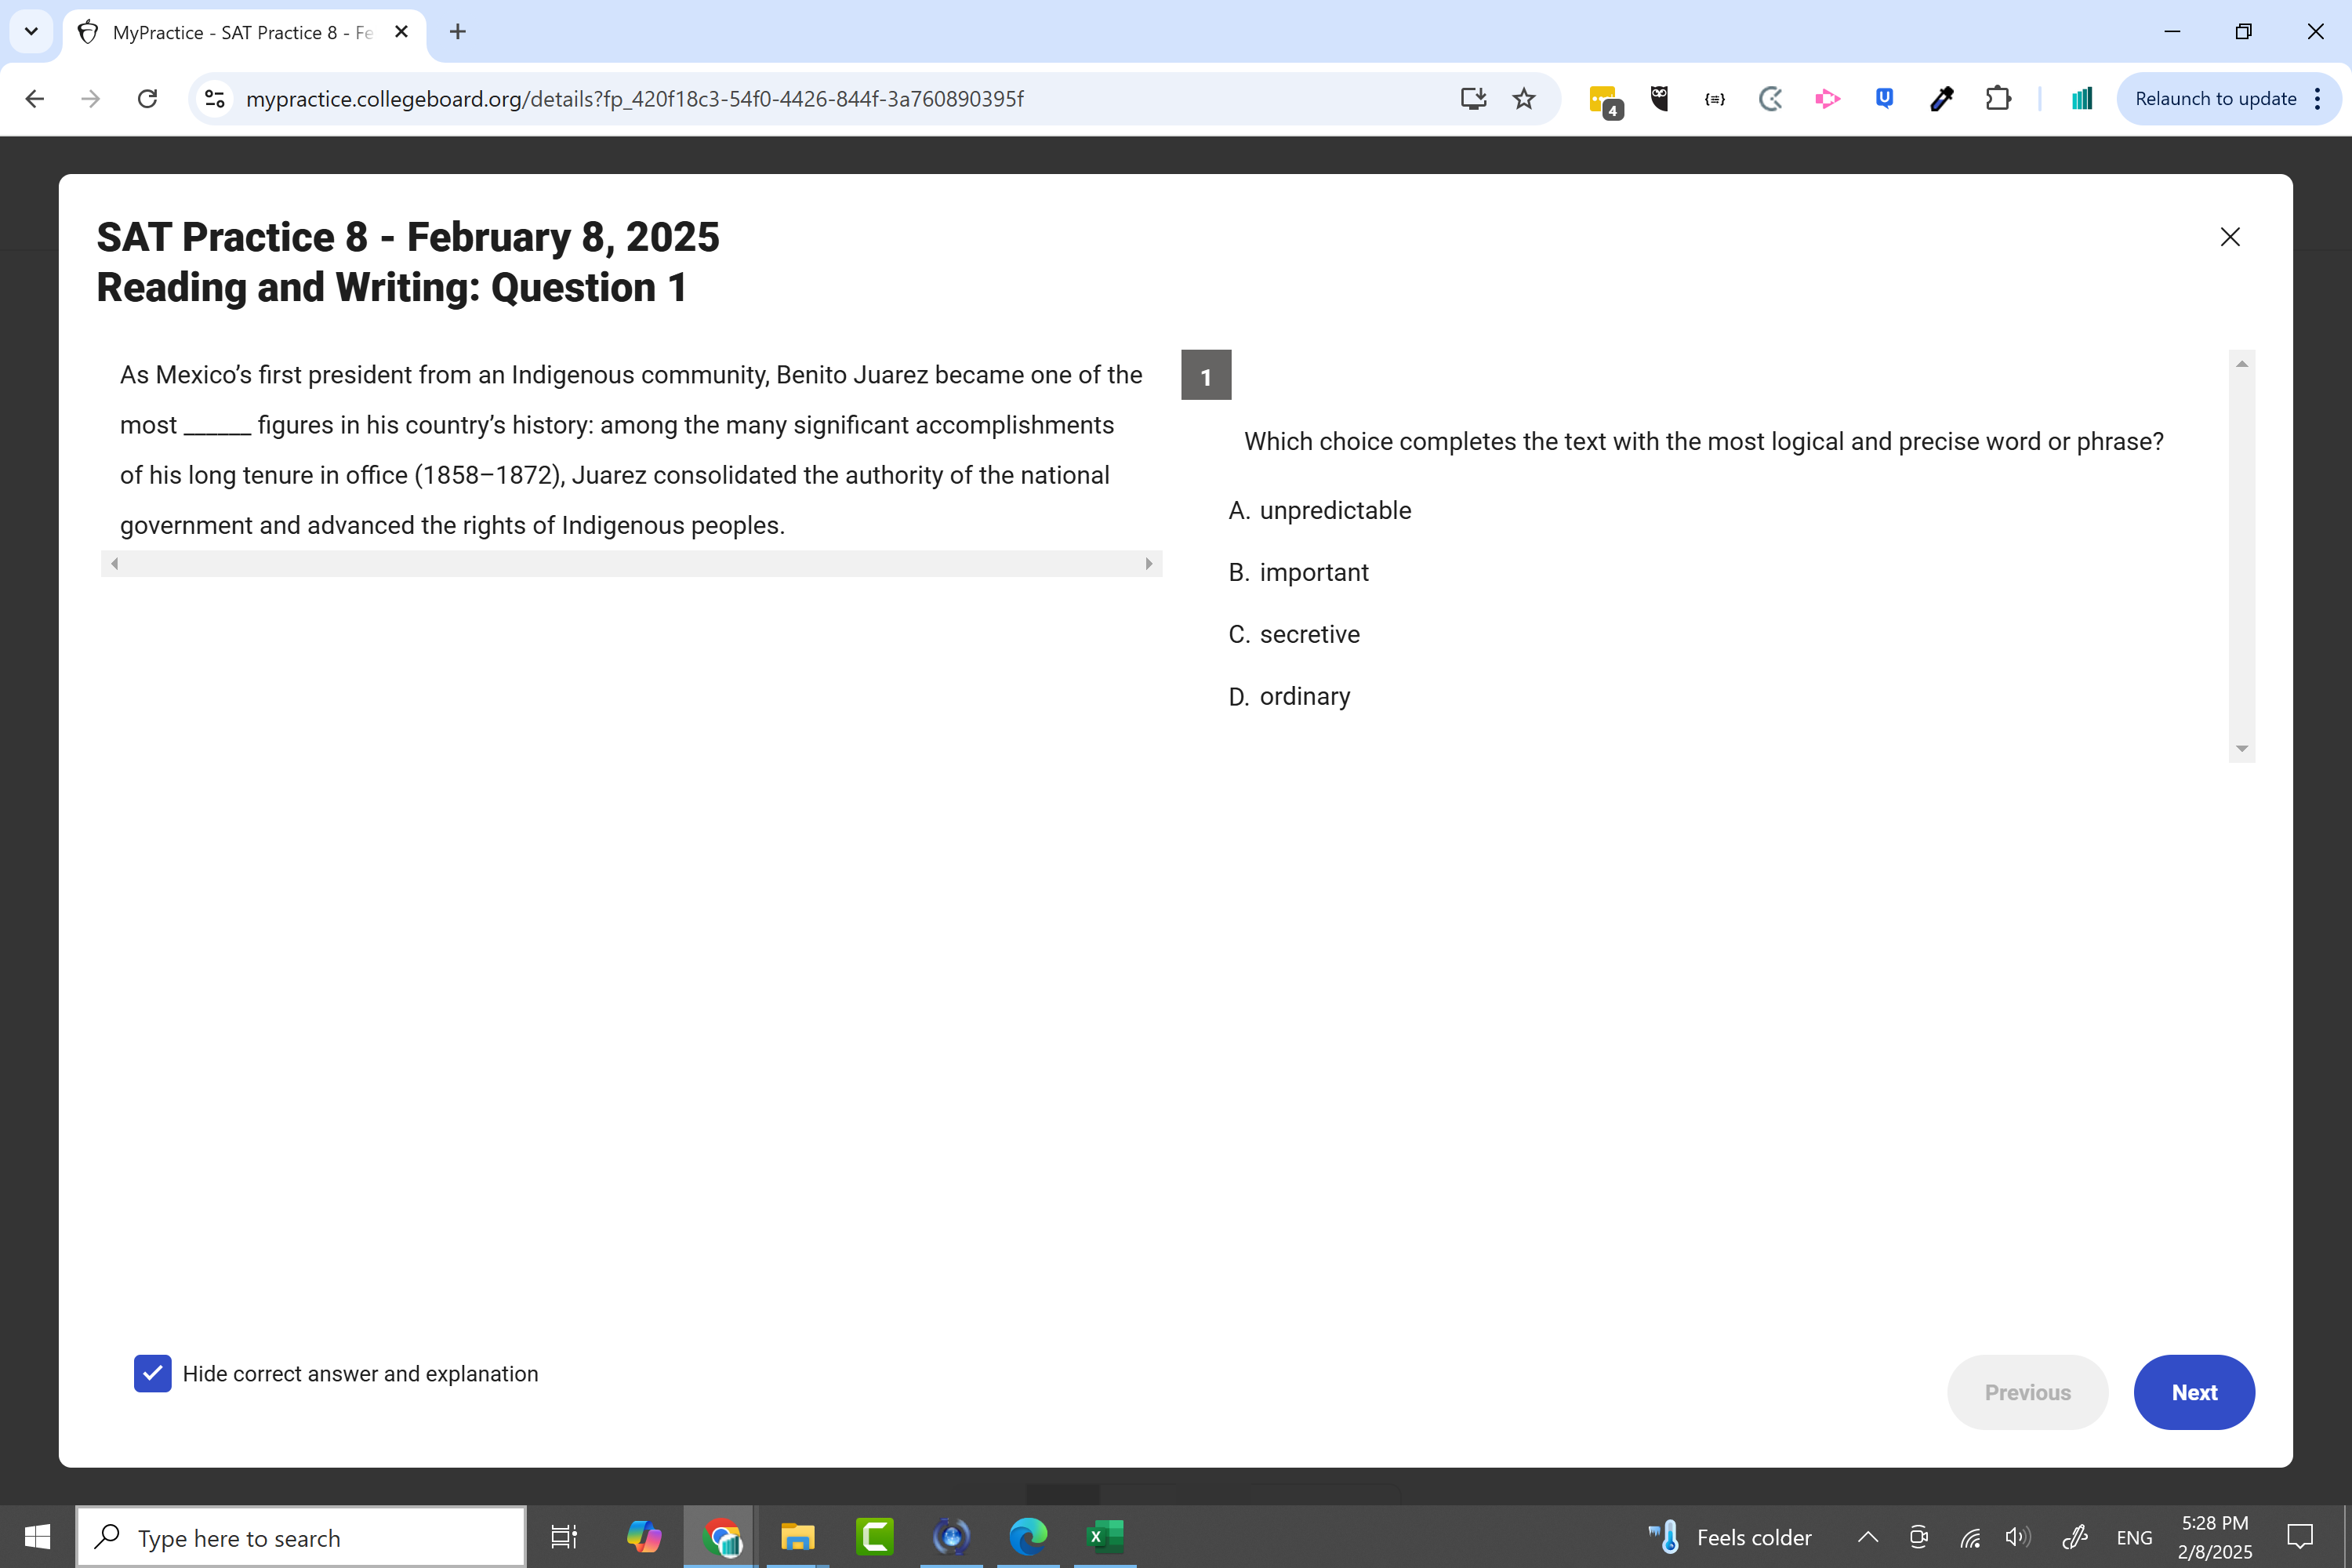 MyPractice - SAT Practice 8 - Fe
mypractice.collegeboard.org/details?fp_420f18c3-54f0-4426-844f-3a760890395f
4
Relaunch to update
SAT Practice 8 - February 8, 2025
Reading and Writing: Question 1
As Mexico’s first president from an Indigenous community, Benito Juarez became one of the
most ______ figures in his country’s history: among the many significant accomplishments
of his long tenure in office (1858–1872), Juarez consolidated the authority of the national
government and advanced the rights of Indigenous peoples.
1
Which choice completes the text with the most logical and precise word or phrase?
A. unpredictable
B. important
C. secretive
D. ordinary
Hide correct answer and explanation
Previous
Next
Type here to search
Feels colder
ENG
5:28 PM
2/8/2025